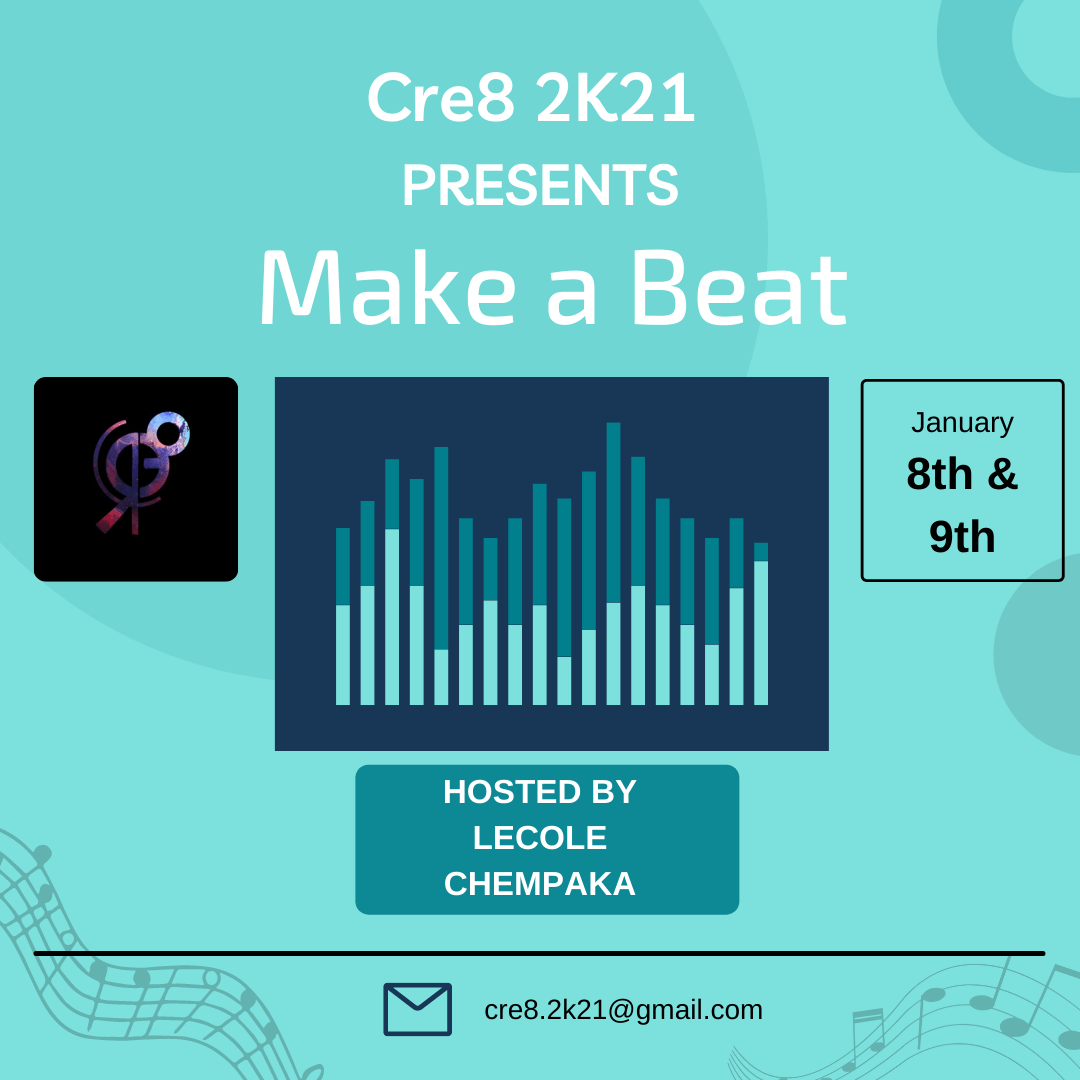 Cre8 2K21
PRESENTS
Make a Beat
January
8th &
9th
HOSTED BY
LECOLE
CHEMPAKA
cre8.2k21@gmail.com